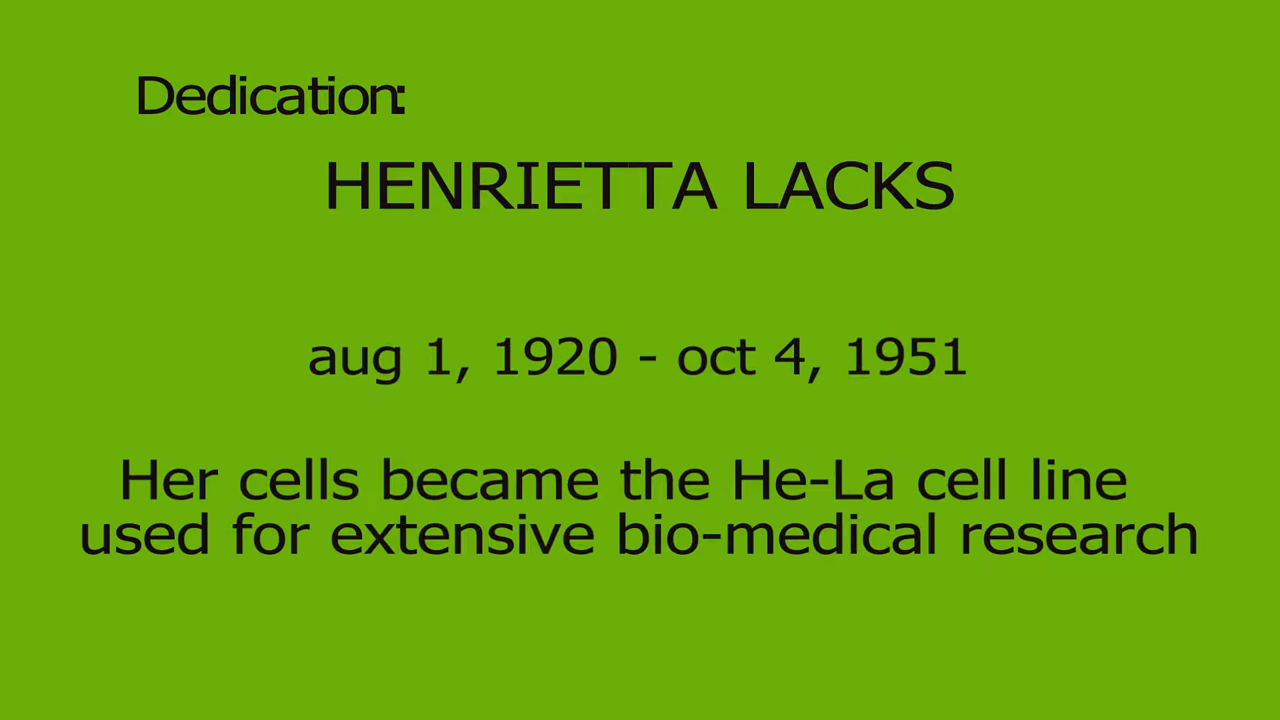 Dedication:
HENRIETTA LACKS
aug 1, 1920 - oct 4, 1951
Her cells became the He-La cell line
used for extensive bio-medical research